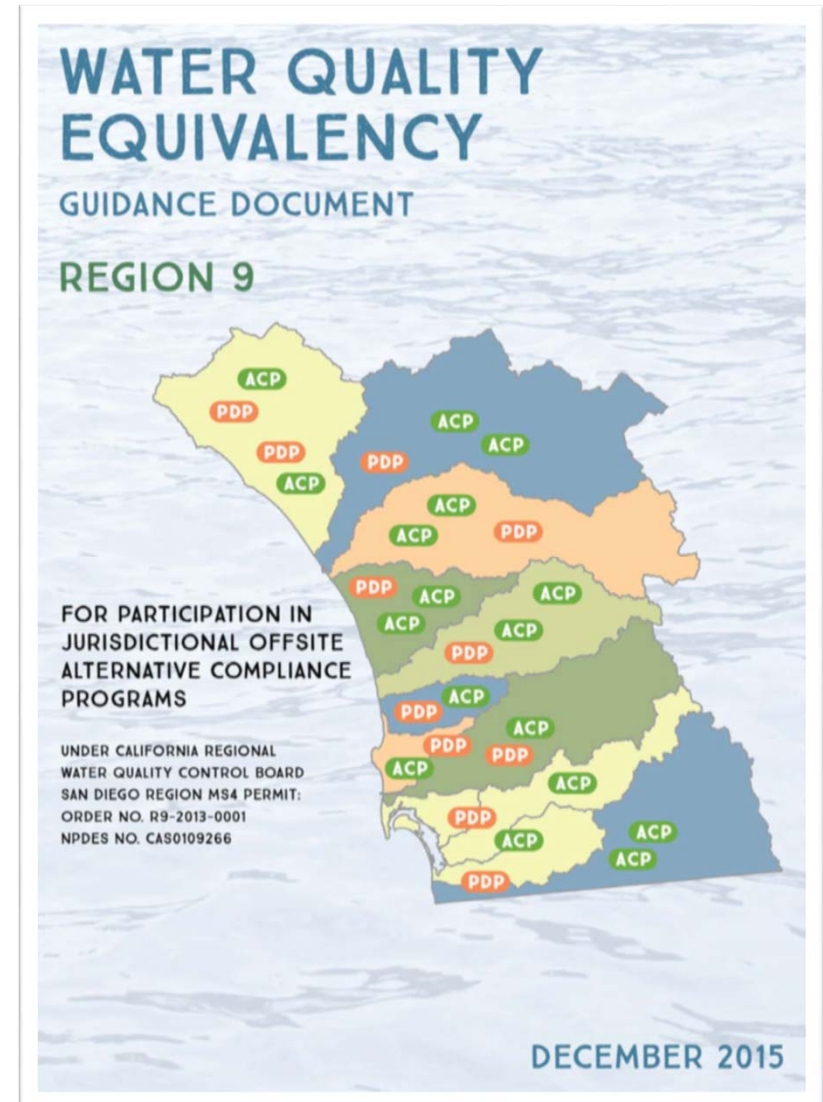 WATER QUALITY
EQUIVALENCY
GUIDANCE DOCUMENT
REGION 9
ACP
PDP
PDP
ACP
ACP
ACP
PDP
ACP
ACP
PDP
PDP
ACP
ACP
ACP
ACP
PDP
ACP
PDP
PDP
ACP
ACP
PDP
ACP
PDP
ACP
ACP
ACP
PDP
FOR PARTICIPATION IN
JURISDICTIONAL OFFSITE
ALTERNATIVE COMPLIANCE
PROGRAMS
UNDER CALIFORNIA REGIONAL
WATER QUALITY CONTROL BOARD
SAN DIEGO REGION MS4 PERMIT:
ORDER NO. R9-2013-0001
NPDES NO. CAS0109266
DECEMBER 2015